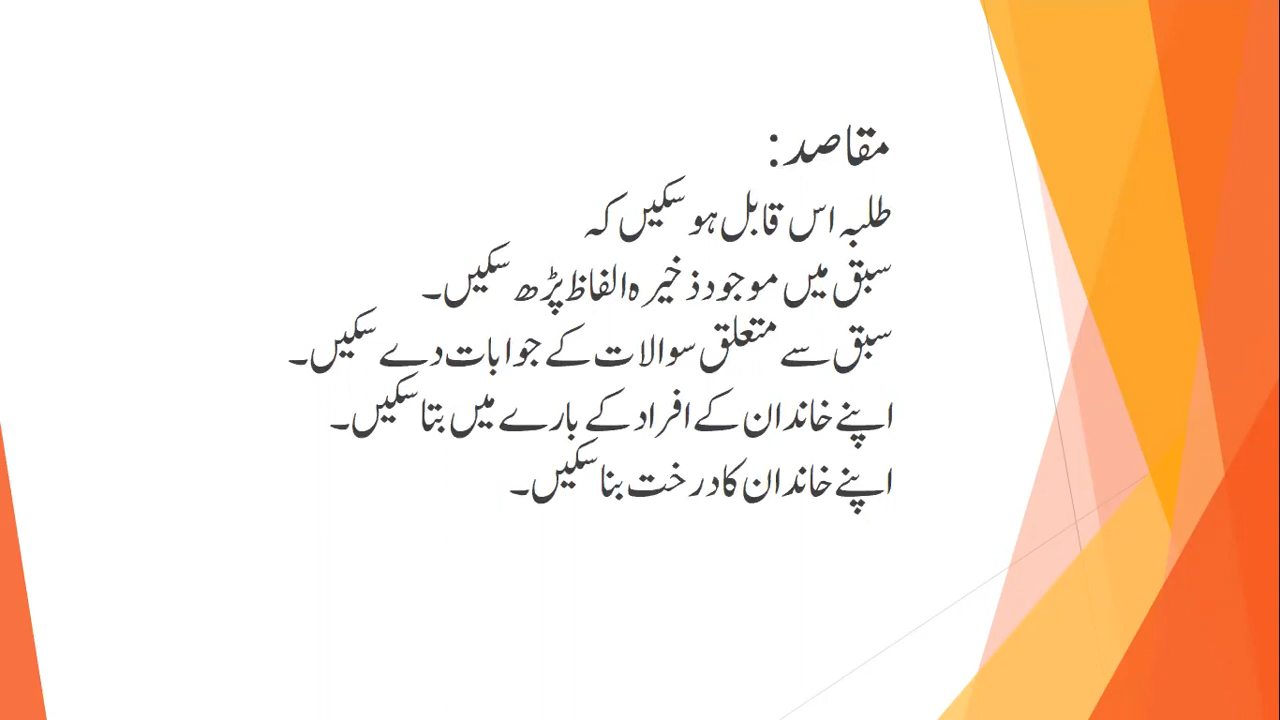 مقاصد:
طلبہ اس قابل ہو سکیں کہ
سبق میں موجود ذخیرہ الفاظ پڑھ سکیں۔
سبق سے متعلق سوالات کے جوابات دے سکیں۔
اپنے خاندان کے افراد کے بارے میں بتا سکیں۔
اپنے خاندان کا درخت بنا سکیں۔